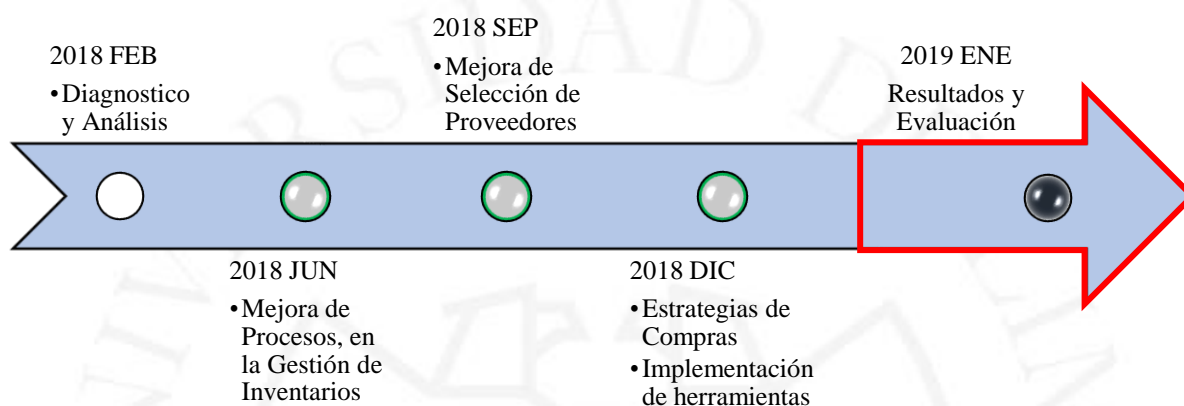 2018 FEB
•Diagnostico
y Análisis
2018 JUN
•Mejora de
Procesos, en
la Gestión de
Inventarios
2018 SEP
•Mejora de
Selección de
Proveedores
2018 DIC
•Estrategias de
Compras
•Implementación
de herramientas
2019 ENE
Resultados y
Evaluación